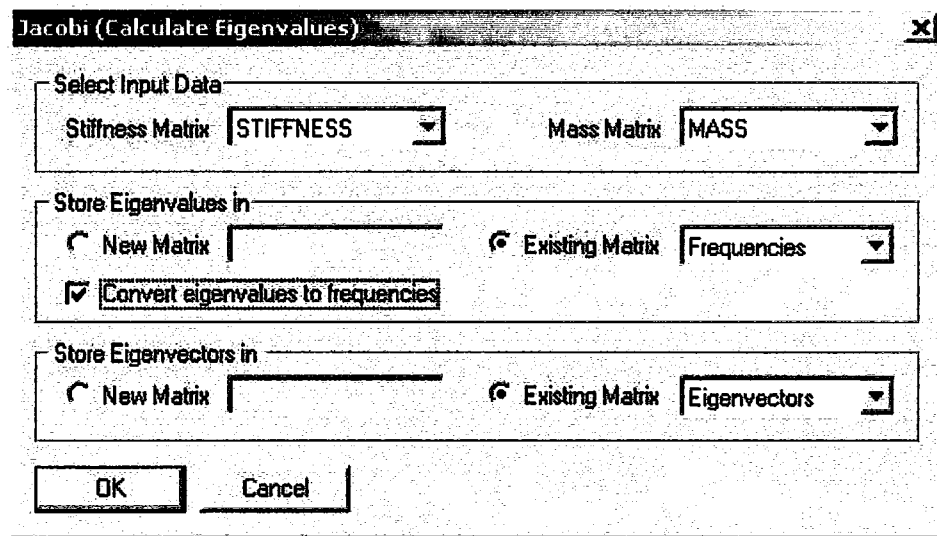 Jacobi (Calculate Eigenvalues)
Select Input Data
Stiffness Matrix STIFFNESS Mass Matrix MASS
Store Eigenvalues in
New Matrix Existing Matrix Frequencies
Convert eigenvalues to frequencies
Store Eigenvectors in
New Matrix Existing Matrix Eigenvectors
OK Cancel